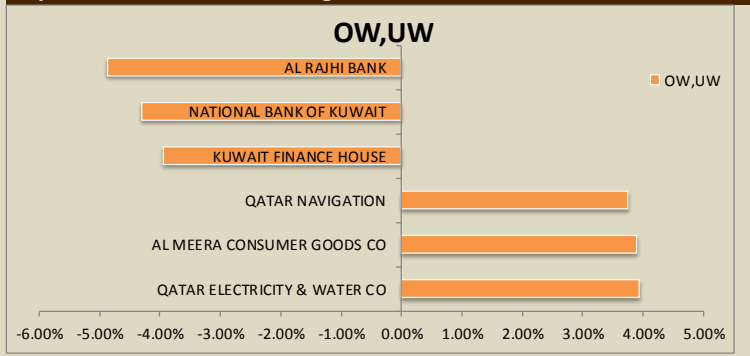 OW,UW
AL RAJHI BANK
OW,UW
NATIONAL BANK OF KUWAIT
KUWAIT FINANCE HOUSE
QATAR NAVIGATION
AL MEERA CONSUMER GOODS CO
QATAR ELECTRICITY & WATER CO
-6.00% -5.00% -4.00% -3.00% -2.00% -1.00% 0.00% 1.00% 2.00% 3.00% 4.00% 5.00%